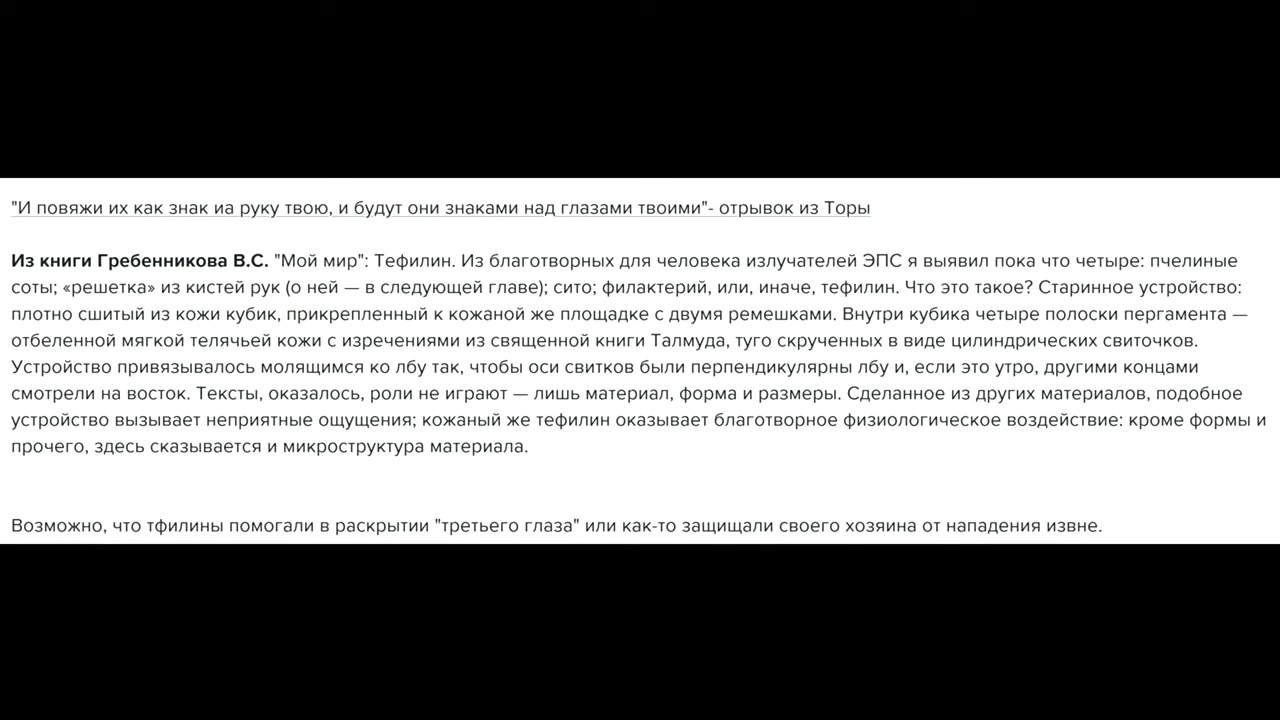 "И повяжи их как знак иа руку твою, и будут они знаками над глазами твоими"- отрывок из Торы
Из книги Гребенникова В.С. "Мой мир": Тефилин. Из благотворных для человека излучателей ЭПС я выявил пока что четыре: пчелиные
соты; «решетка» из кистей рук (о ней — в следующей главе); сито; филактерий, или, иначе, тефилин. Что это такое? Старинное устройство:
плотно сшитый из кожи кубик, прикрепленный к кожаной же площадке с двумя ремешками. Внутри кубика четыре полоски пергамента —
отбеленной мягкой телячьей кожи с изречениями из священной книги Талмуда, туго скрученных в виде цилиндрических свиточков.
Устройство привязывалось молящимся ко лбу так, чтобы оси свитков были перпендикулярны лбу и, если это утро, другими концами
смотрели на восток. Тексты, оказалось, роли не играют — лишь материал, форма и размеры. Сделанное из других материалов, подобное
устройство вызывает неприятные ощущения; кожаный же тефилин оказывает благотворное физиологическое воздействие: кроме формы и
прочего, здесь сказывается и микроструктура материала.
Возможно, что тфилины помогали в раскрытии "третьего глаза" или как-то защищали своего хозяина от нападения извне.